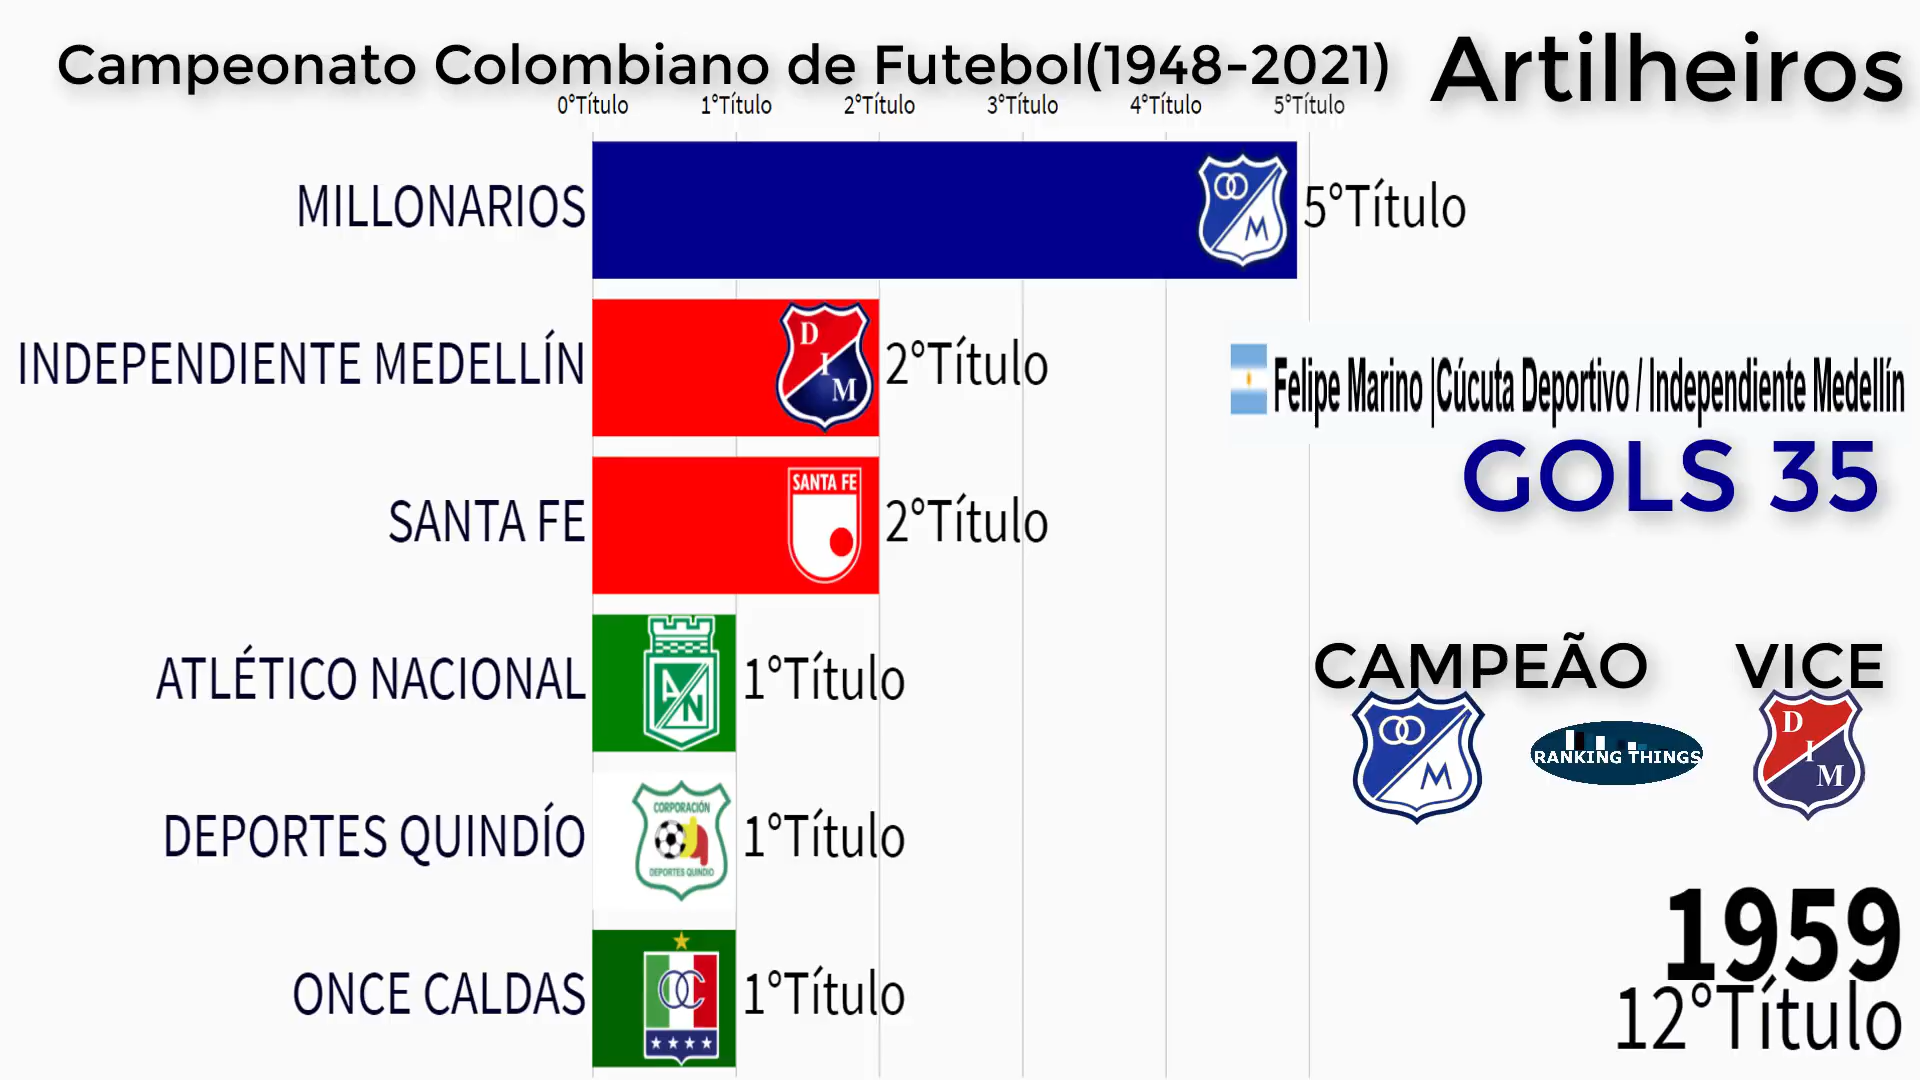 Campeonato Colombiano de Futebol(1948-2021)
Artilheiros
0°Título 1°Título 2°Título 3°Título 4°Título 5°Título
MILLONARIOS
M
5°Título
INDEPENDIENTE MEDELLÍN
D
I
M
2°Título
Felipe Marino |Cúcuta Deportivo / Independiente Medellín
GOLS 35
SANTA FE
SANTA FE
2°Título
ATLÉTICO NACIONAL
AN
1°Título
CAMPEÃO
VICE
M
RANKING THINGS
D
I
M
DEPORTES QUINDÍO
CORPORACIÓN
DEPORTES QUINDIO
1°Título
ONCE CALDAS
OC
1°Título
1959
12°Título